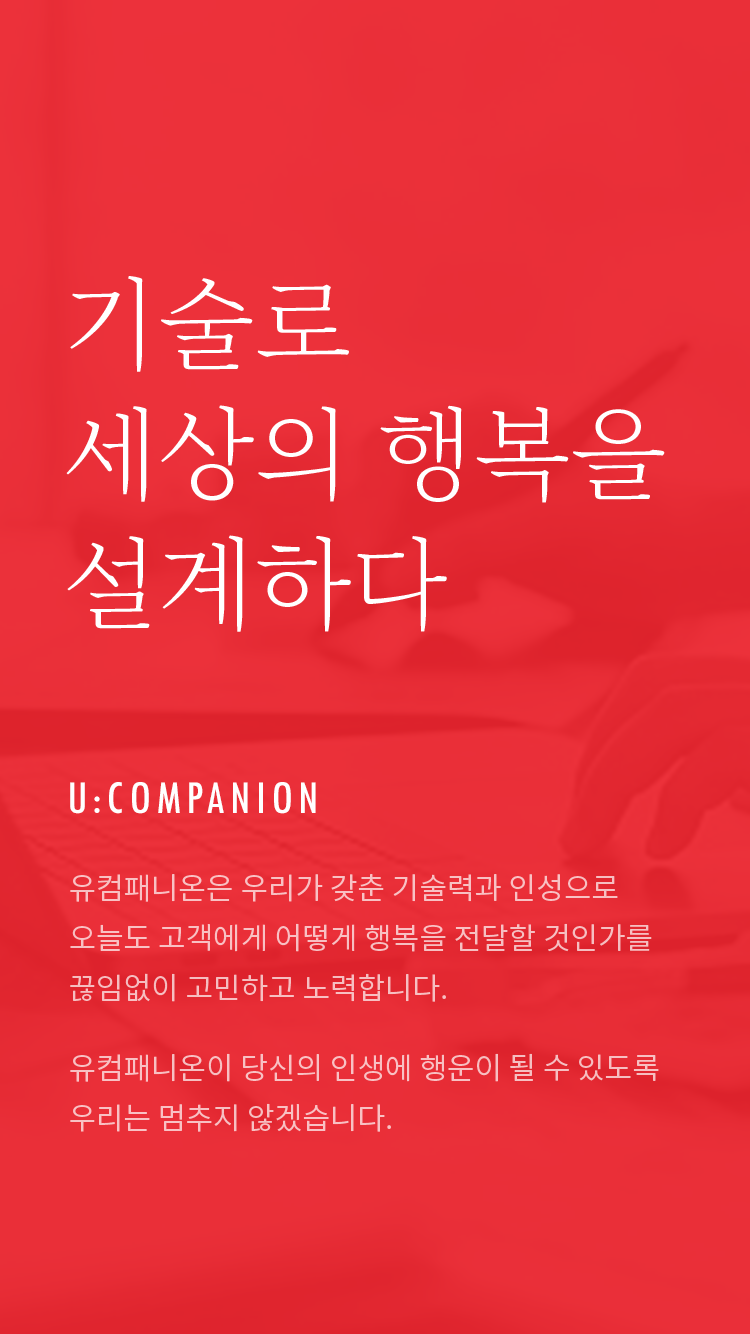 기술로
세상의 행복을
설계하다
U:COMPANION
유컴패니온은 우리가 갖춘 기술력과 인성으로
오늘도 고객에게 어떻게 행복을 전달할 것인가를
끊임없이 고민하고 노력합니다.
유컴패니온이 당신의 인생에 행운이 될 수 있도록
우리는 멈추지 않겠습니다.